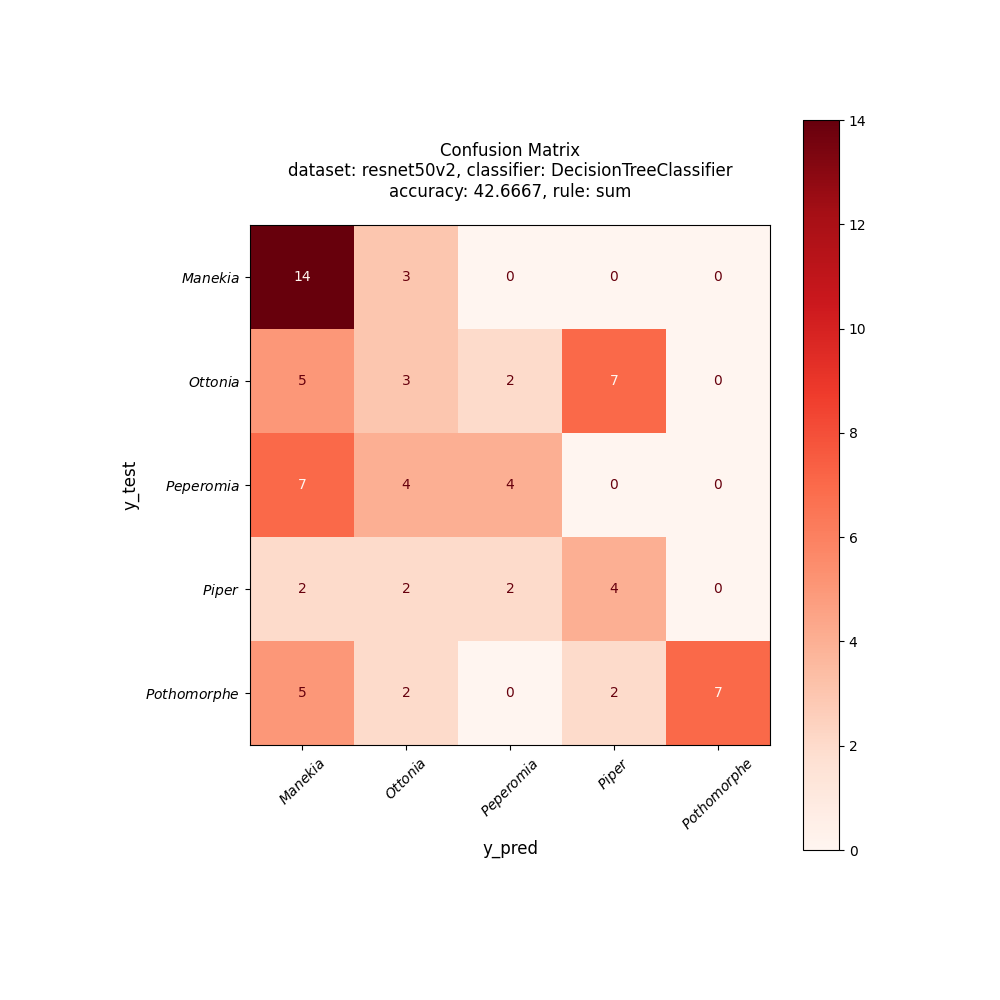 Confusion Matrix
dataset: resnet50v2, classifier: DecisionTreeClassifier
accuracy: 42.6667, rule: sum
y_test
Manekia 14 3 0 0 0
Ottonia 5 3 2 7 0
Peperomia 7 4 4 0 0
Piper 2 2 2 4 0
Pothomorphe 5 2 0 2 7
Manekia Ottonia Peperomia Piper Pothomorphe
y_pred
14
12
10
8
6
4
2
0